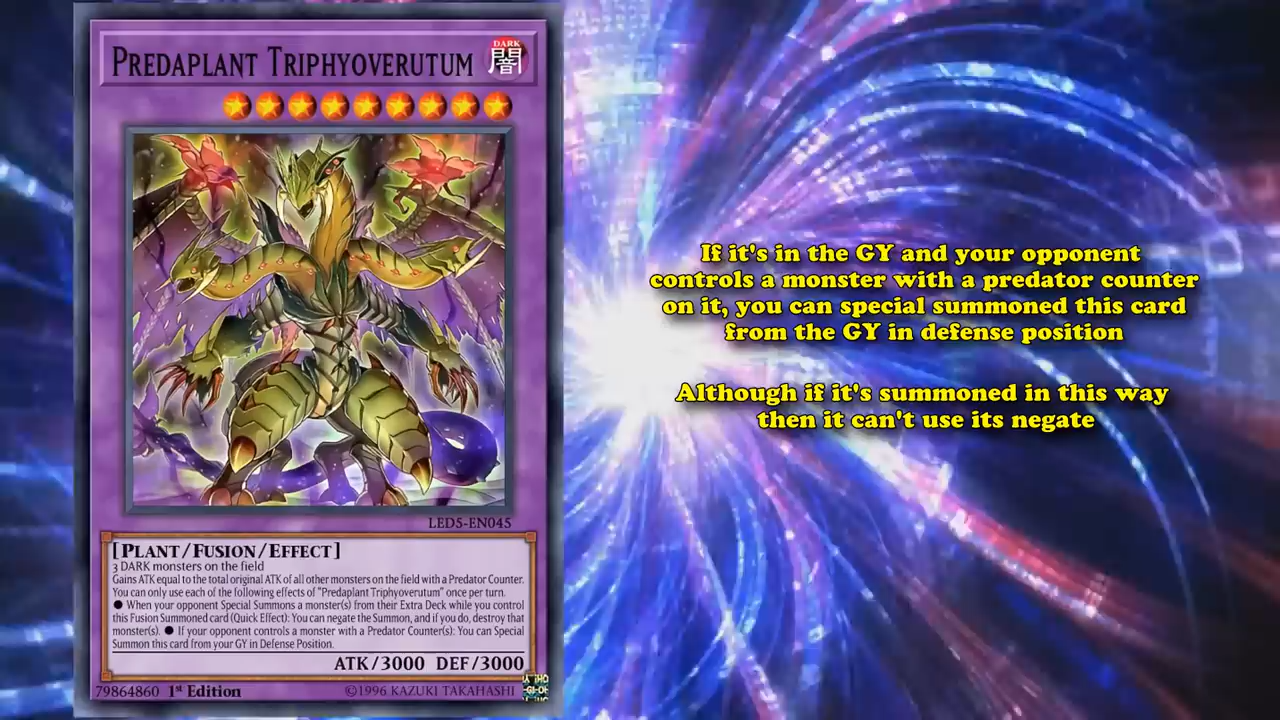 PREDAPLANT TRIPHYOVERUTUM
DARK
闇
LED5-EN045
[PLANT/FUSION/EFFECT]
3 DARK monsters on the field
Gains ATK equal to the total original ATK of all other monsters on the field with a Predator Counter.
You can only use each of the following effects of "Predaplant Triphyoverutum" once per turn.
● When your opponent Special Summons a monster(s) from their Extra Deck while you control
this Fusion Summoned card (Quick Effect): You can negate the Summon, and if you do, destroy that
monster(s). ● If your opponent controls a monster with a Predator Counter(s): You can Special
Summon this card from your GY in Defense Position.
ATK/3000 DEF/3000
79864860 1st Edition ©1996 KAZUKI TAKAHASHI
If it's in the GY and your opponent
controls a monster with a predator counter
on it, you can special summoned this card
from the GY in defense position
Although if it's summoned in this way
then it can't use its negate